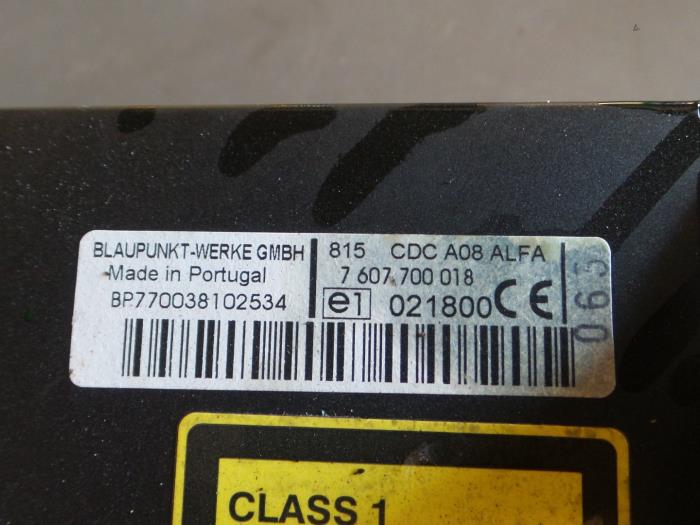 BLAUPUNKT-WERKE GMBH
Made in Portugal
BP770038102534
815 CDC A08 ALFA
7 607 700 018
e1 021800 CE
CLASS 1